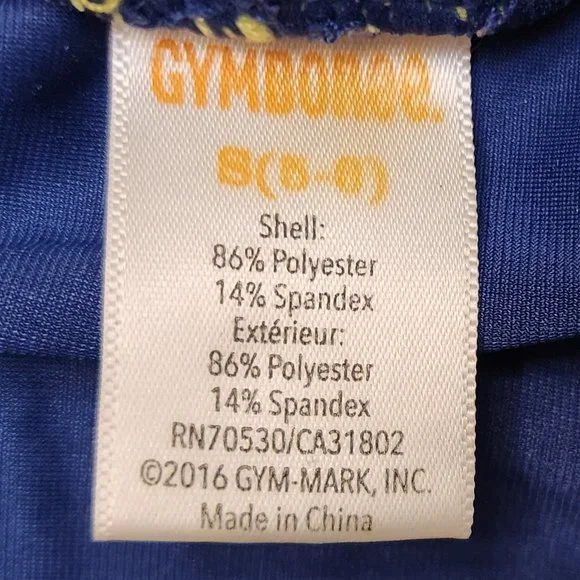 GYMBOREE.
S(5-6)
Shell:
86% Polyester
14% Spandex
Extérieur:
86% Polyester
14% Spandex
RN70530/CA31802
©2016 GYM-MARK, INC.
Made in China